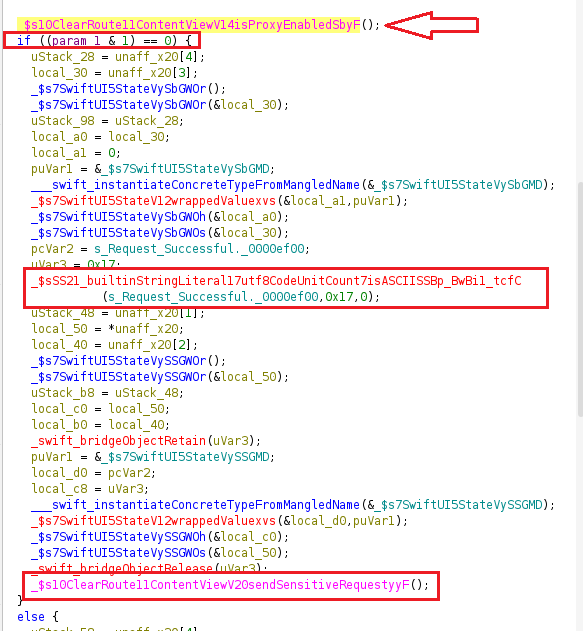 _$s10ClearRoute11ContentViewV14isProxyEnabledSbyF();
if ((param_1 & 1) == 0) {
uStack_28 = unaff_x20[4];
local_30 = unaff_x20[3];
_$s7SwiftUI5StateVySbGWOr();
_$s7SwiftUI5StateVySbGWOr(&local_30);
uStack_98 = uStack_28;
local_a0 = local_30;
local_a1 = 0;
puVar1 = &_$s7SwiftUI5StateVySbGMD;
___swift_instantiateConcreteTypeFromMangledName(&_$s7SwiftUI5StateVySbGMD);
_$s7SwiftUI5StateV12wrappedValuexvs(&local_a1,puVar1);
_$s7SwiftUI5StateVySbGWOh(&local_a0);
_$s7SwiftUI5StateVySbGWOs(&local_30);
pcVar2 = s_Request_Successful._0000ef00;
uVar3 = 0x17;
_$sSS21_builtinStringLiteral17utf8CodeUnitCount7isASCIISSBp_BwBi1_tcfC
(s_Request_Successful._0000ef00,0x17,0);
uStack_48 = unaff_x20[1];
local_50 = *unaff_x20;
local_40 = unaff_x20[2];
_$s7SwiftUI5StateVySSGWOr();
_$s7SwiftUI5StateVySSGWOr(&local_50);
uStack_b8 = uStack_48;
local_c0 = local_50;
local_b0 = local_40;
_swift_bridgeObjectRetain(uVar3);
puVar1 = &_$s7SwiftUI5StateVySSGMD;
local_d0 = pcVar2;
local_c8 = uVar3;
___swift_instantiateConcreteTypeFromMangledName(&_$s7SwiftUI5StateVySSGMD);
_$s7SwiftUI5StateV12wrappedValuexvs(&local_d0,puVar1);
_$s7SwiftUI5StateVySSGWOh(&local_c0);
_$s7SwiftUI5StateVySSGWOs(&local_50);
_swift_bridgeObjectRelease(uVar3);
_$s10ClearRoute11ContentViewV20sendSensitiveRequestyyF();
}
else {